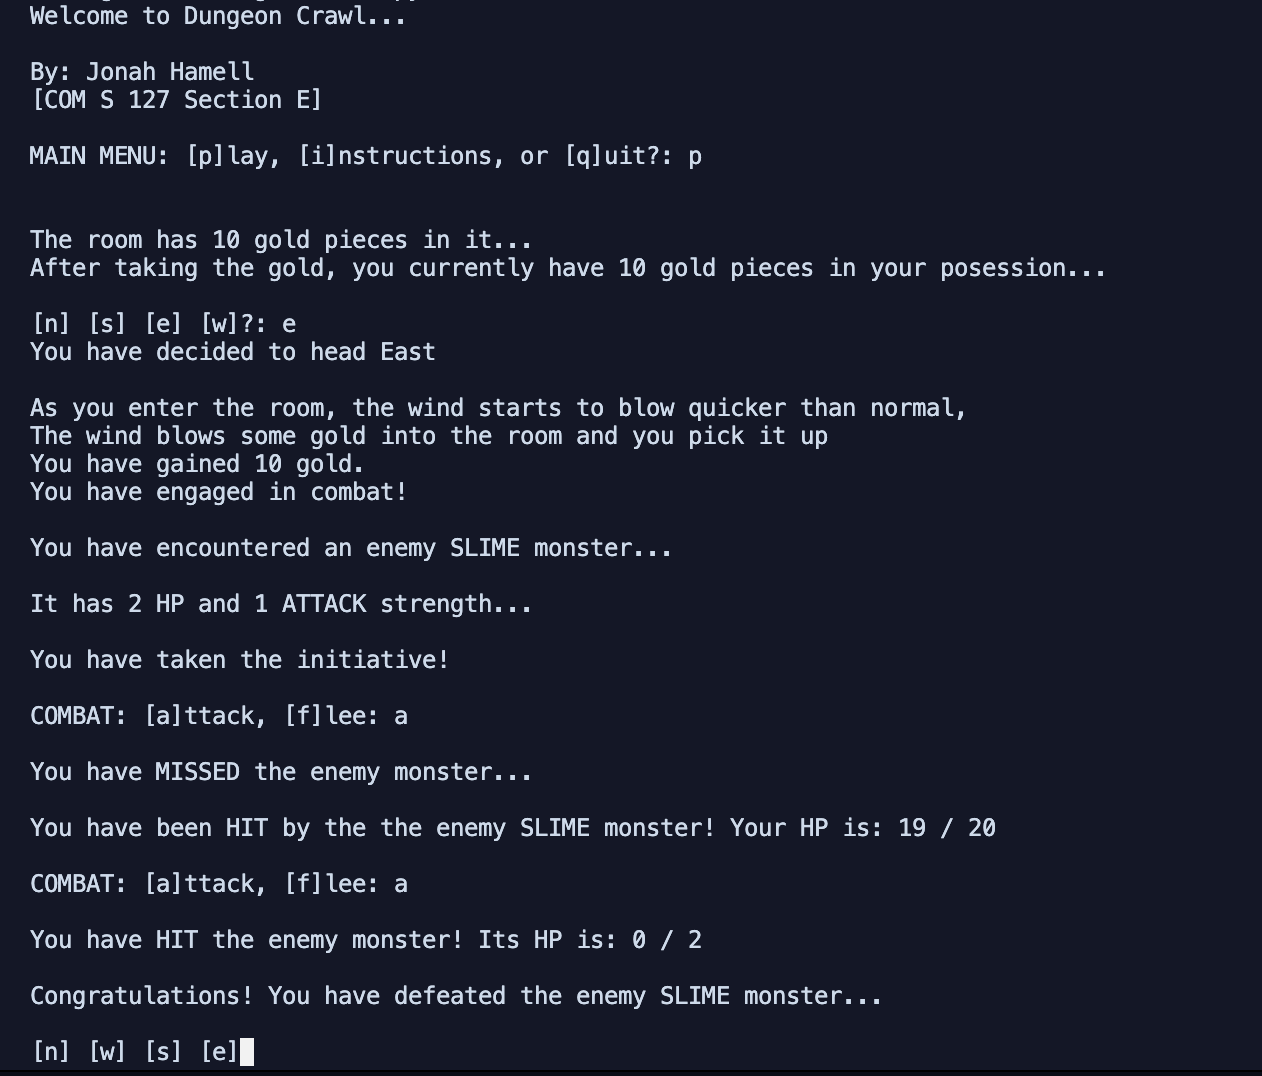 Welcome to Dungeon Crawl...
By: Jonah Hamell
[COM S 127 Section E]
MAIN MENU: [p]lay, [i]nstructions, or [q]uit?: p
The room has 10 gold pieces in it...
After taking the gold, you currently have 10 gold pieces in your posession...
[n] [s] [e] [w]?: e
You have decided to head East
As you enter the room, the wind starts to blow quicker than normal,
The wind blows some gold into the room and you pick it up
You have gained 10 gold.
You have engaged in combat!
You have encountered an enemy SLIME monster...
It has 2 HP and 1 ATTACK strength...
You have taken the initiative!
COMBAT: [a]ttack, [f]lee: a
You have MISSED the enemy monster...
You have been HIT by the the enemy SLIME monster! Your HP is: 19 / 20
COMBAT: [a]ttack, [f]lee: a
You have HIT the enemy monster! Its HP is: 0 / 2
Congratulations! You have defeated the enemy SLIME monster...
[n] [w] [s] [e]